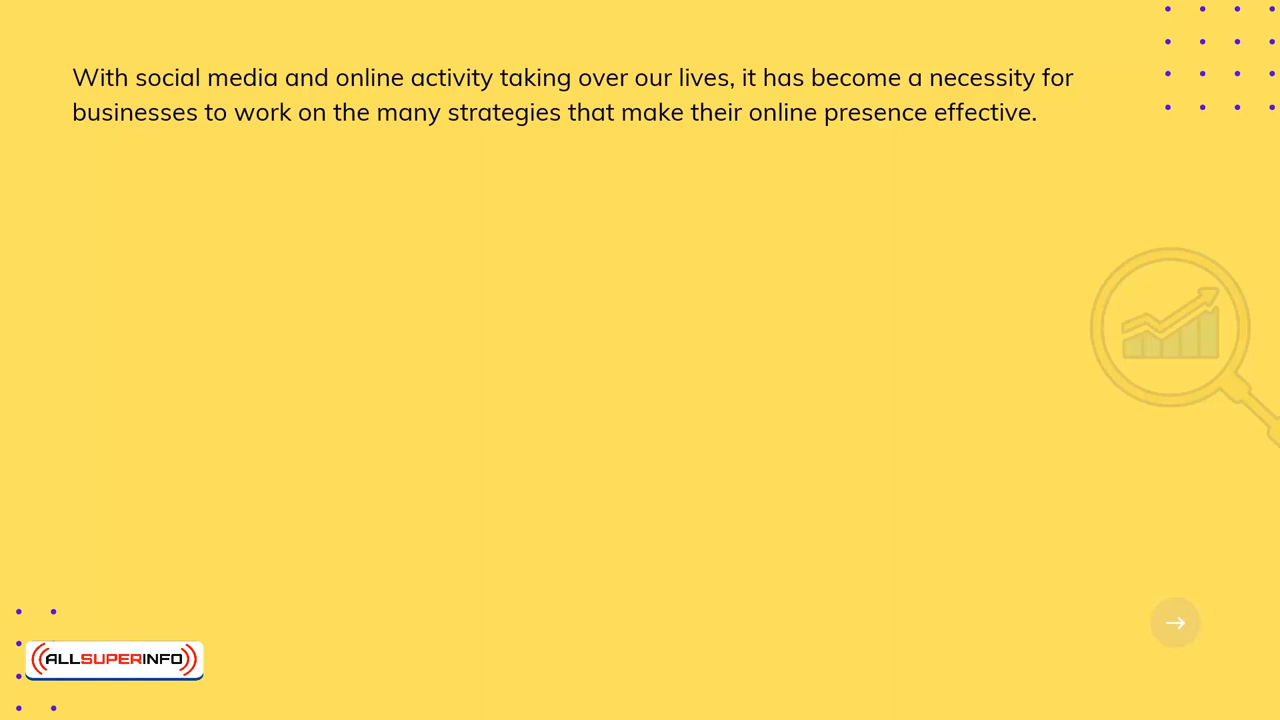 With social media and online activity taking over our lives, it has become a necessity for
businesses to work on the many strategies that make their online presence effective.
ALLSUPERINFO